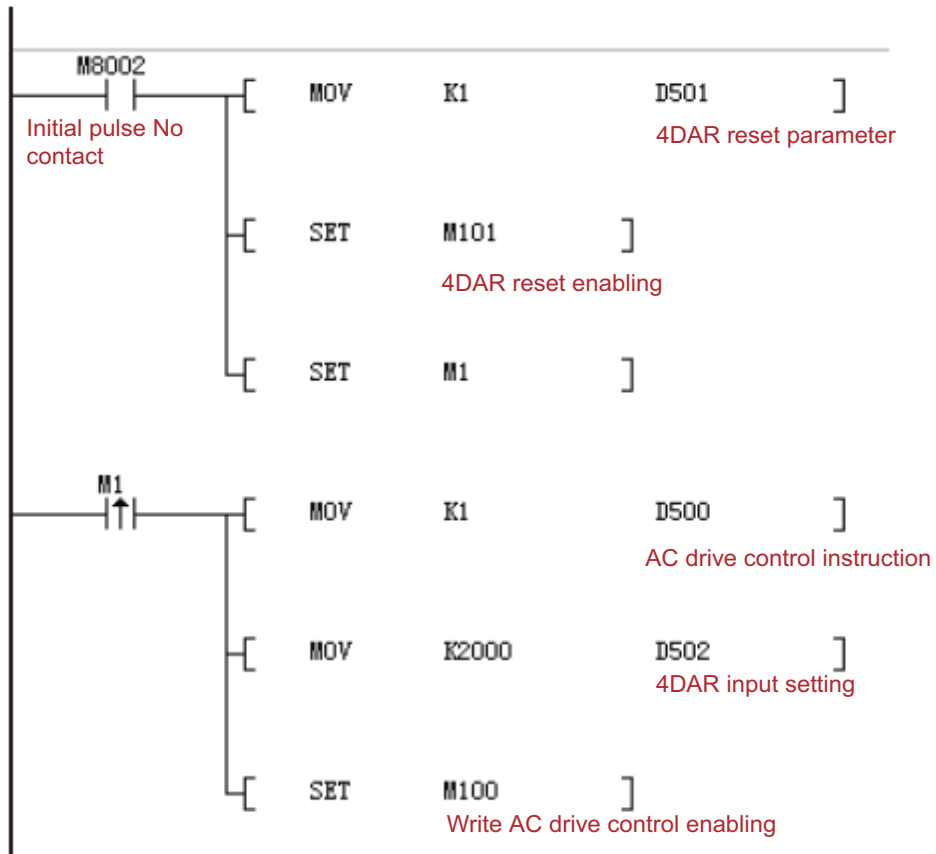 M8002
MOV K1 D501
Initial pulse No
contact
4DAR reset parameter
SET M101
4DAR reset enabling
SET M1
M1
MOV K1 D500
AC drive control instruction
MOV K2000 D502
4DAR input setting
SET M100
Write AC drive control enabling